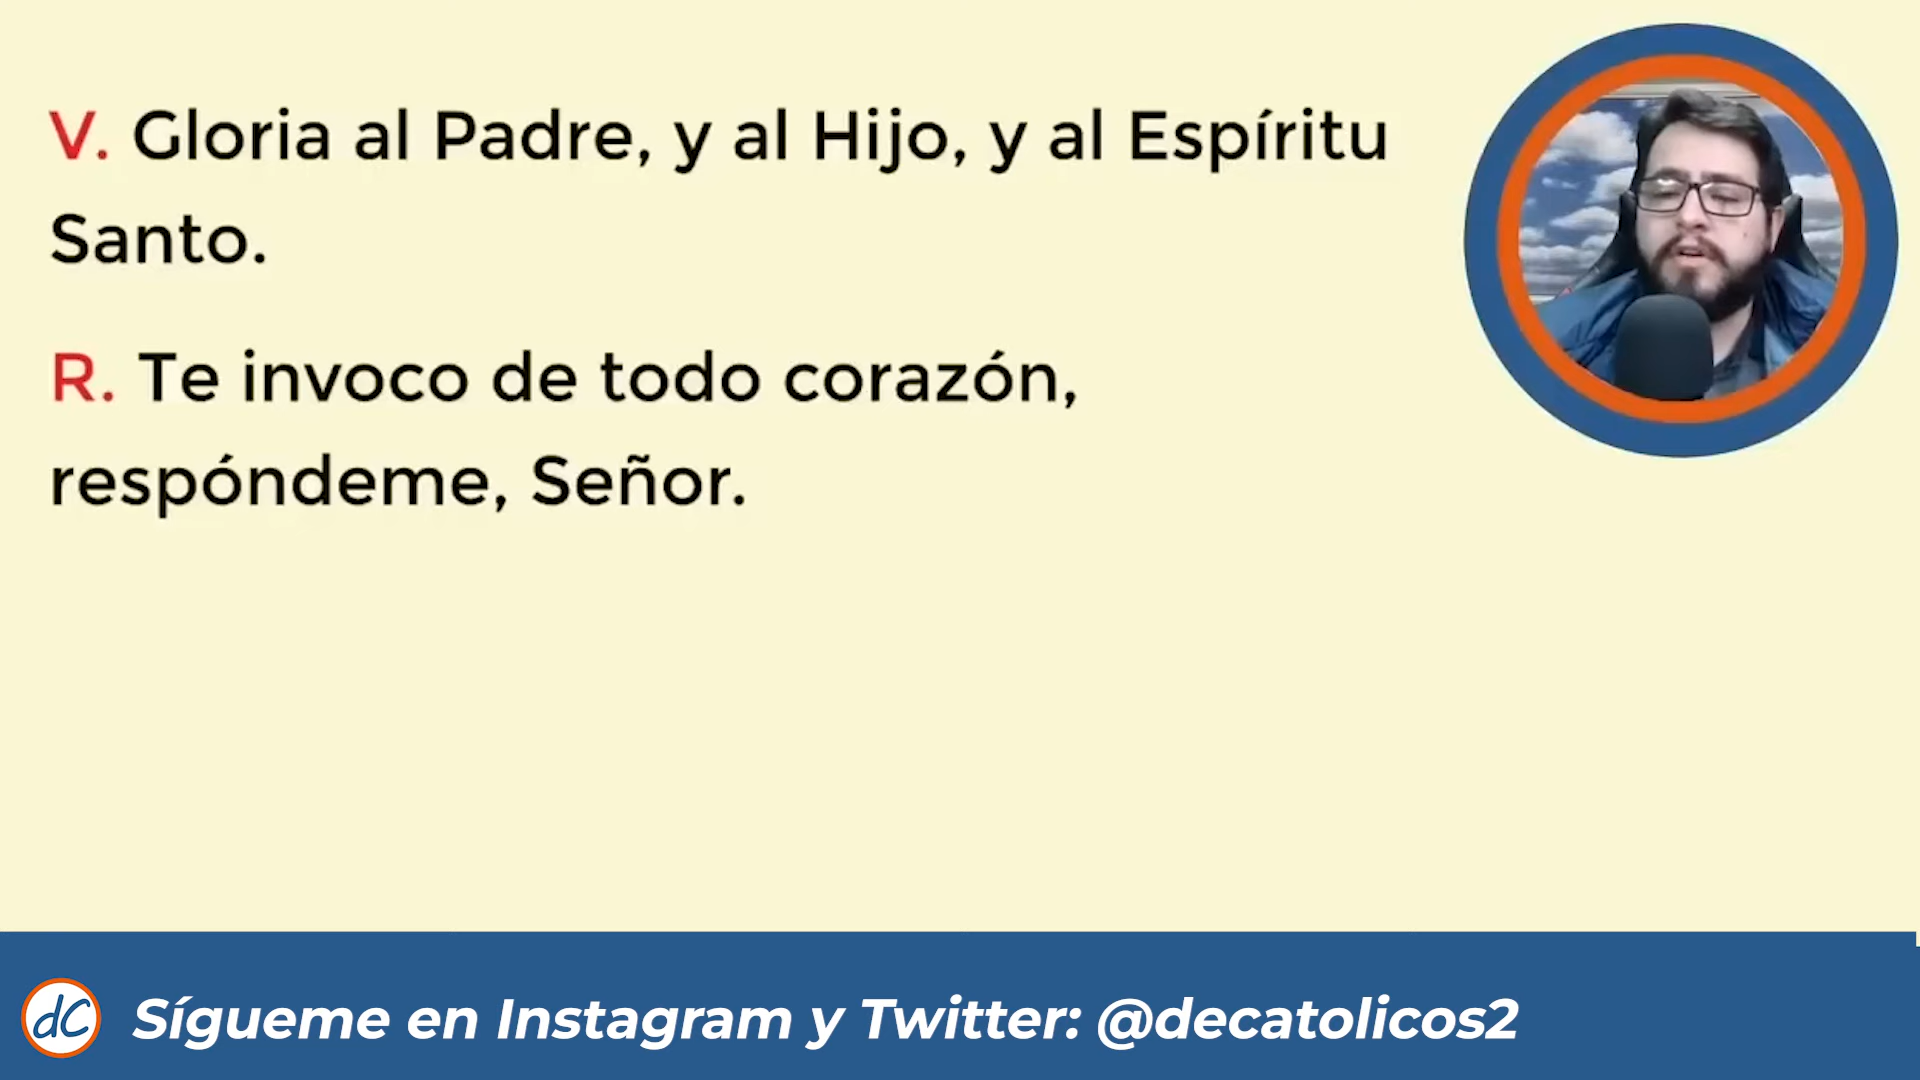 V. Gloria al Padre, y al Hijo, y al Espíritu
Santo.
R. Te invoco de todo corazón,
respóndeme, Señor.
dC Sígueme en Instagram y Twitter: @decatolicos2